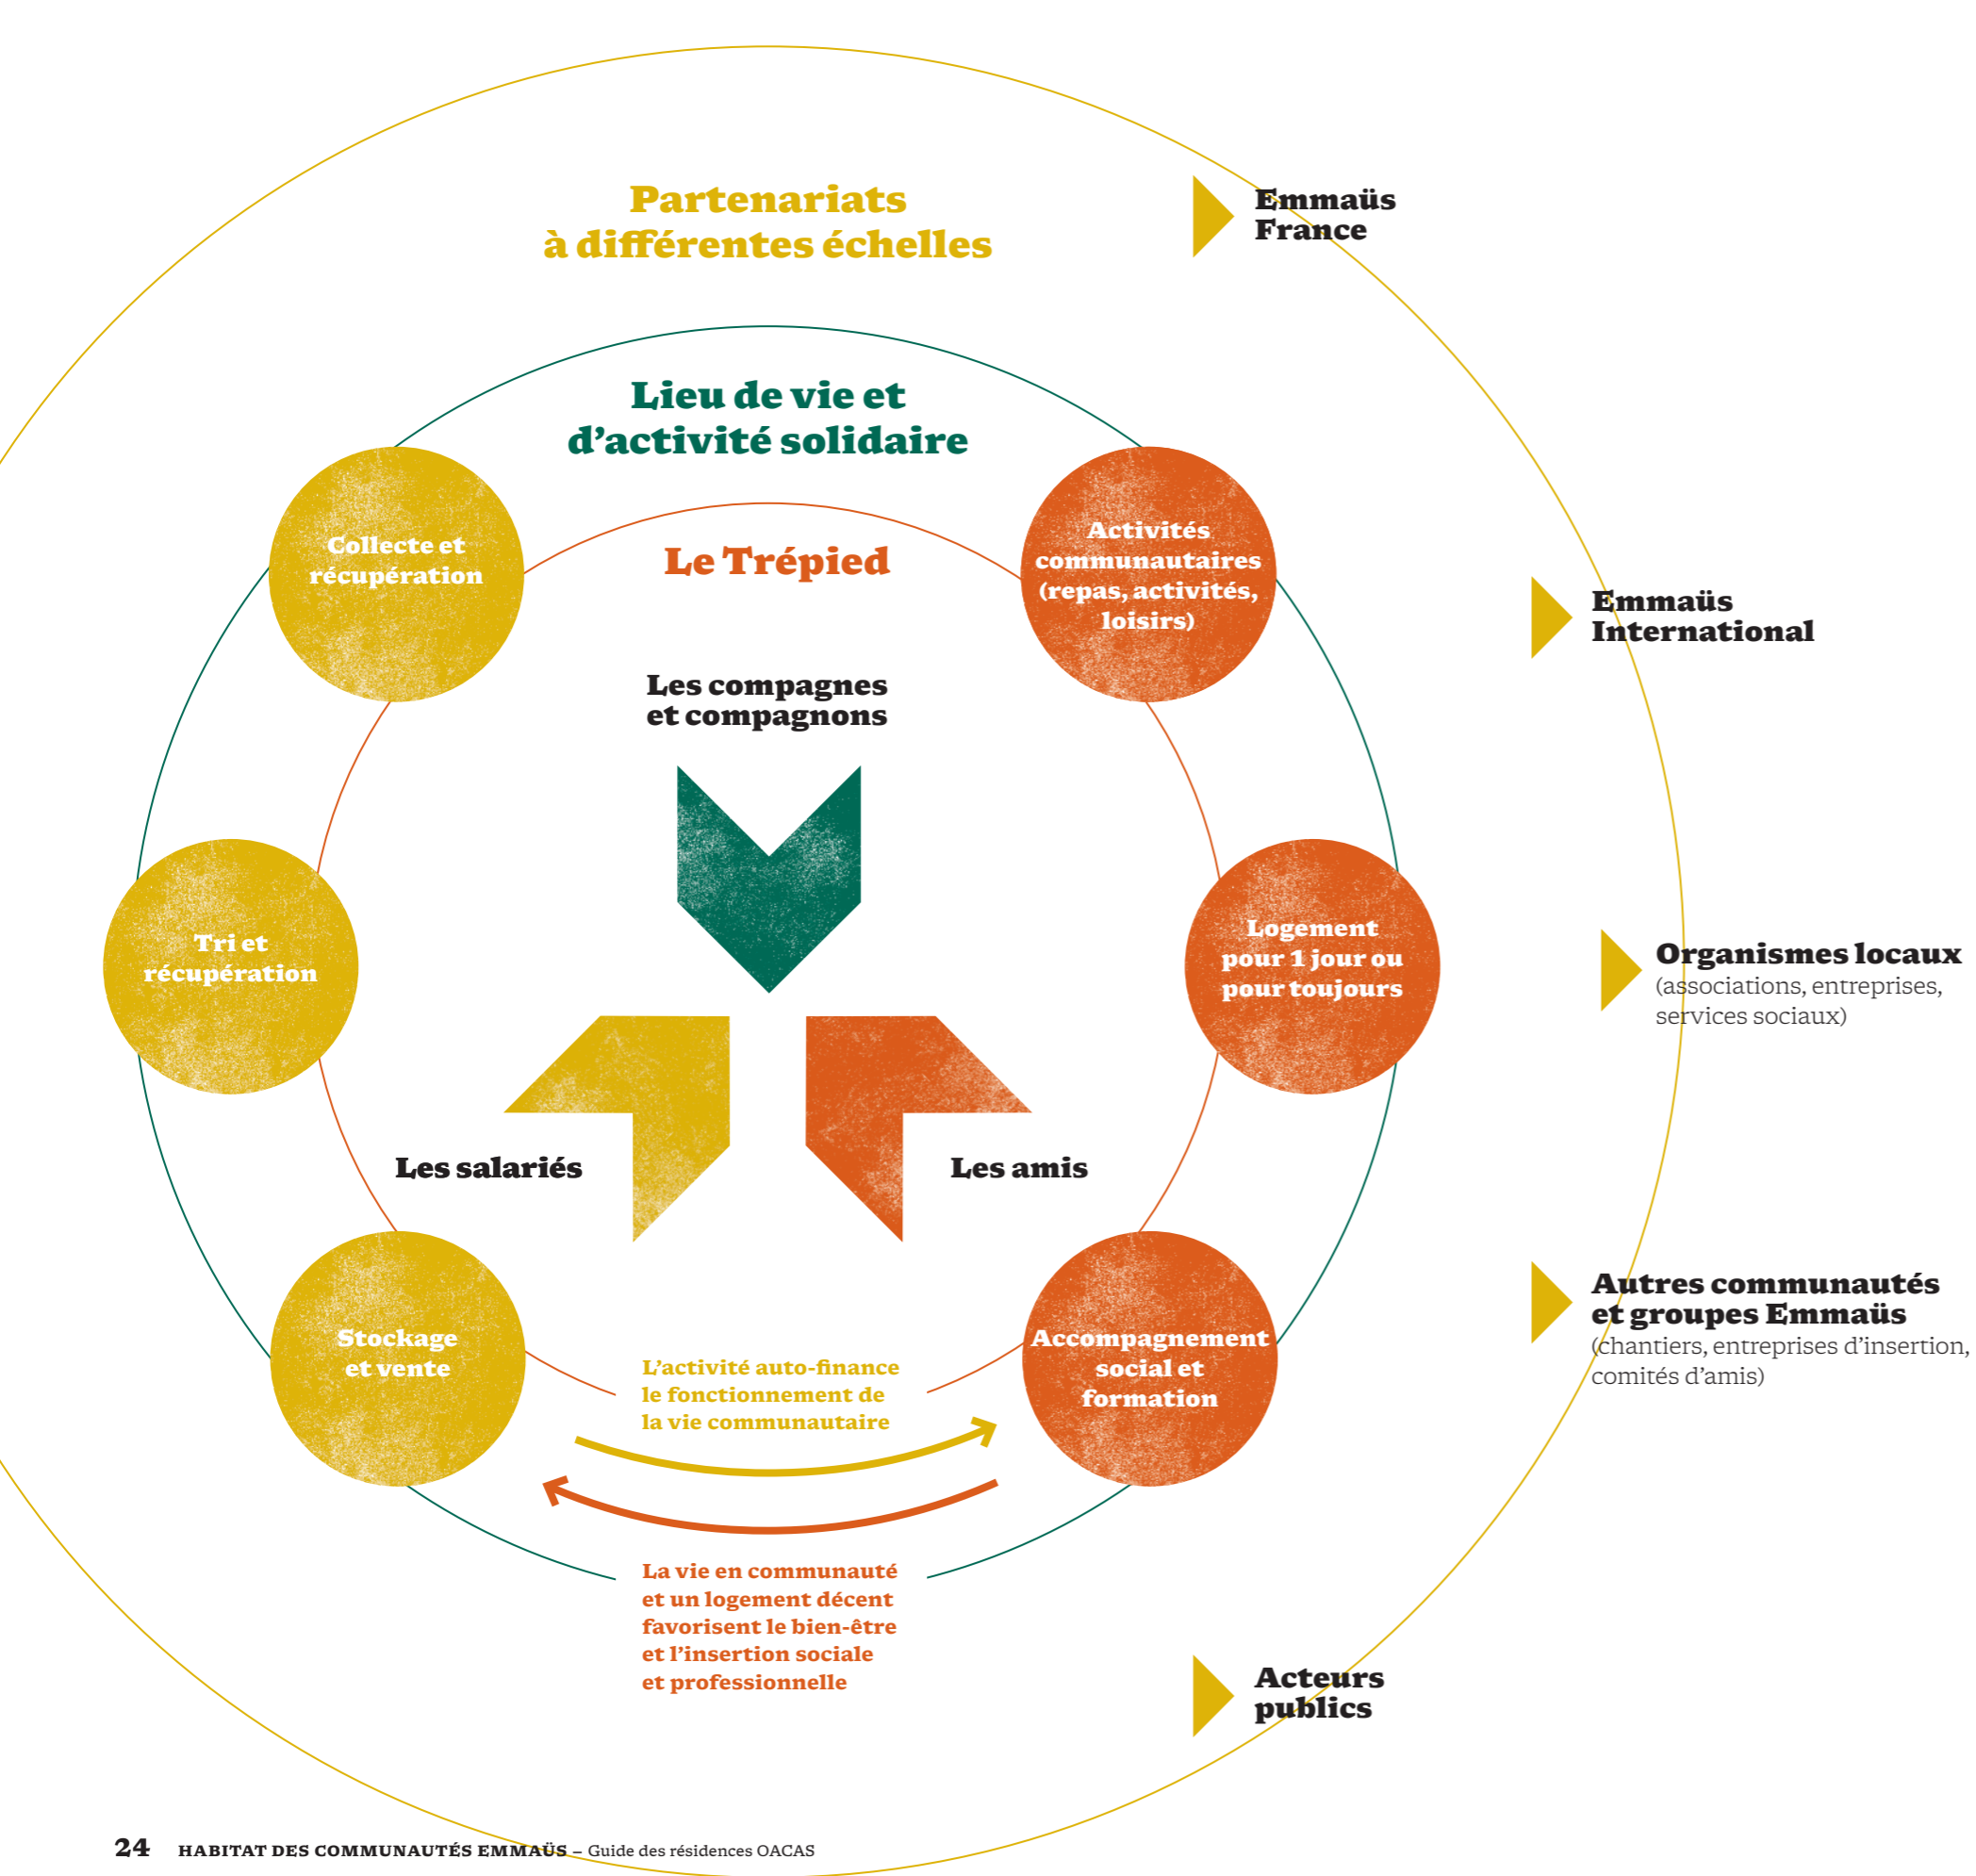 Partenariats
à différentes échelles
Emmaüs
France
Lieu de vie et
d’activité solidaire
Collecte et
récupération
Le Trépied
Activités
communautaires
(repas, activités,
loisirs)
Emmaüs
International
Les compagnes
et compagnons
Tri et
récupération
Logement
pour 1 jour ou
pour toujours
Organismes locaux
(associations, entreprises,
services sociaux)
Les salariés
Les amis
Stockage
et vente
L’activité auto-finance
le fonctionnement de
la vie communautaire
Accompagnement
social et
formation
Autres communautés
et groupes Emmaüs
(chantiers, entreprises d’insertion,
comités d’amis)
La vie en communauté
et un logement décent
favorisent le bien-être
et l’insertion sociale
et professionnelle
Acteurs
publics
24 HABITAT DES COMMUNAUTÉS EMMAÜS – Guide des résidences OACAS